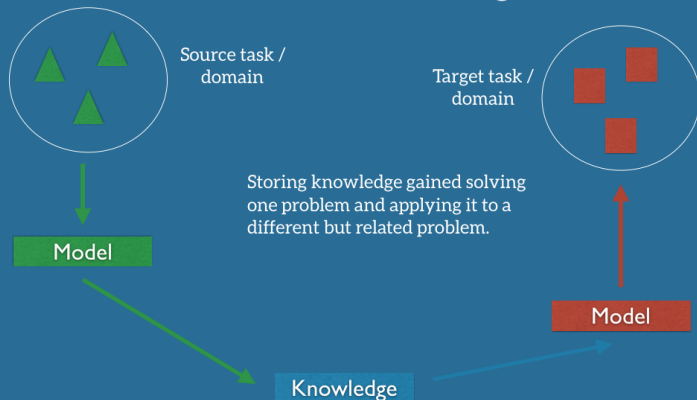 Source task /
domain
Target task /
domain
Storing knowledge gained solving
one problem and applying it to a
different but related problem.
Model
Model
Knowledge